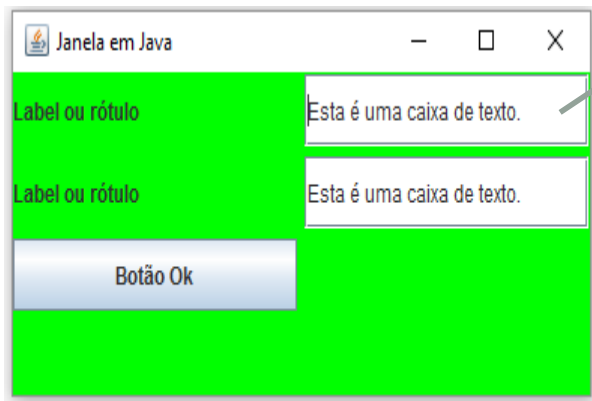 Janela em Java
Label ou rótulo Esta é uma caixa de texto.
Label ou rótulo Esta é uma caixa de texto.
Botão Ok